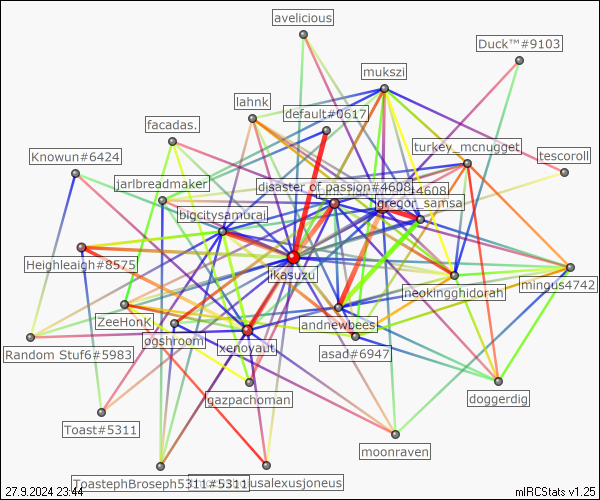 avelicious
Duck™#9103
mukszi
lahnk
default#0617
facadas.
turkey_mcnugget
Knowun#6424
tescoroll
jarlbreadmaker
disaster of passion#4608
4608
gregor_samsa
bigcitysamurai
Heighleaigh#8575
likasuzu
neokingghidorah
mingus4742
ZeeHonK
andnewbees
ogshroom
xenoyaut
asad#6947
Random Stuf6#5983
gazpachoman
doggerdig
Toast#5311
moonraven
ToastephBroseph5311#5311
usalexusjoneus
27.9.2024 23:44
mIRCStats v1.25